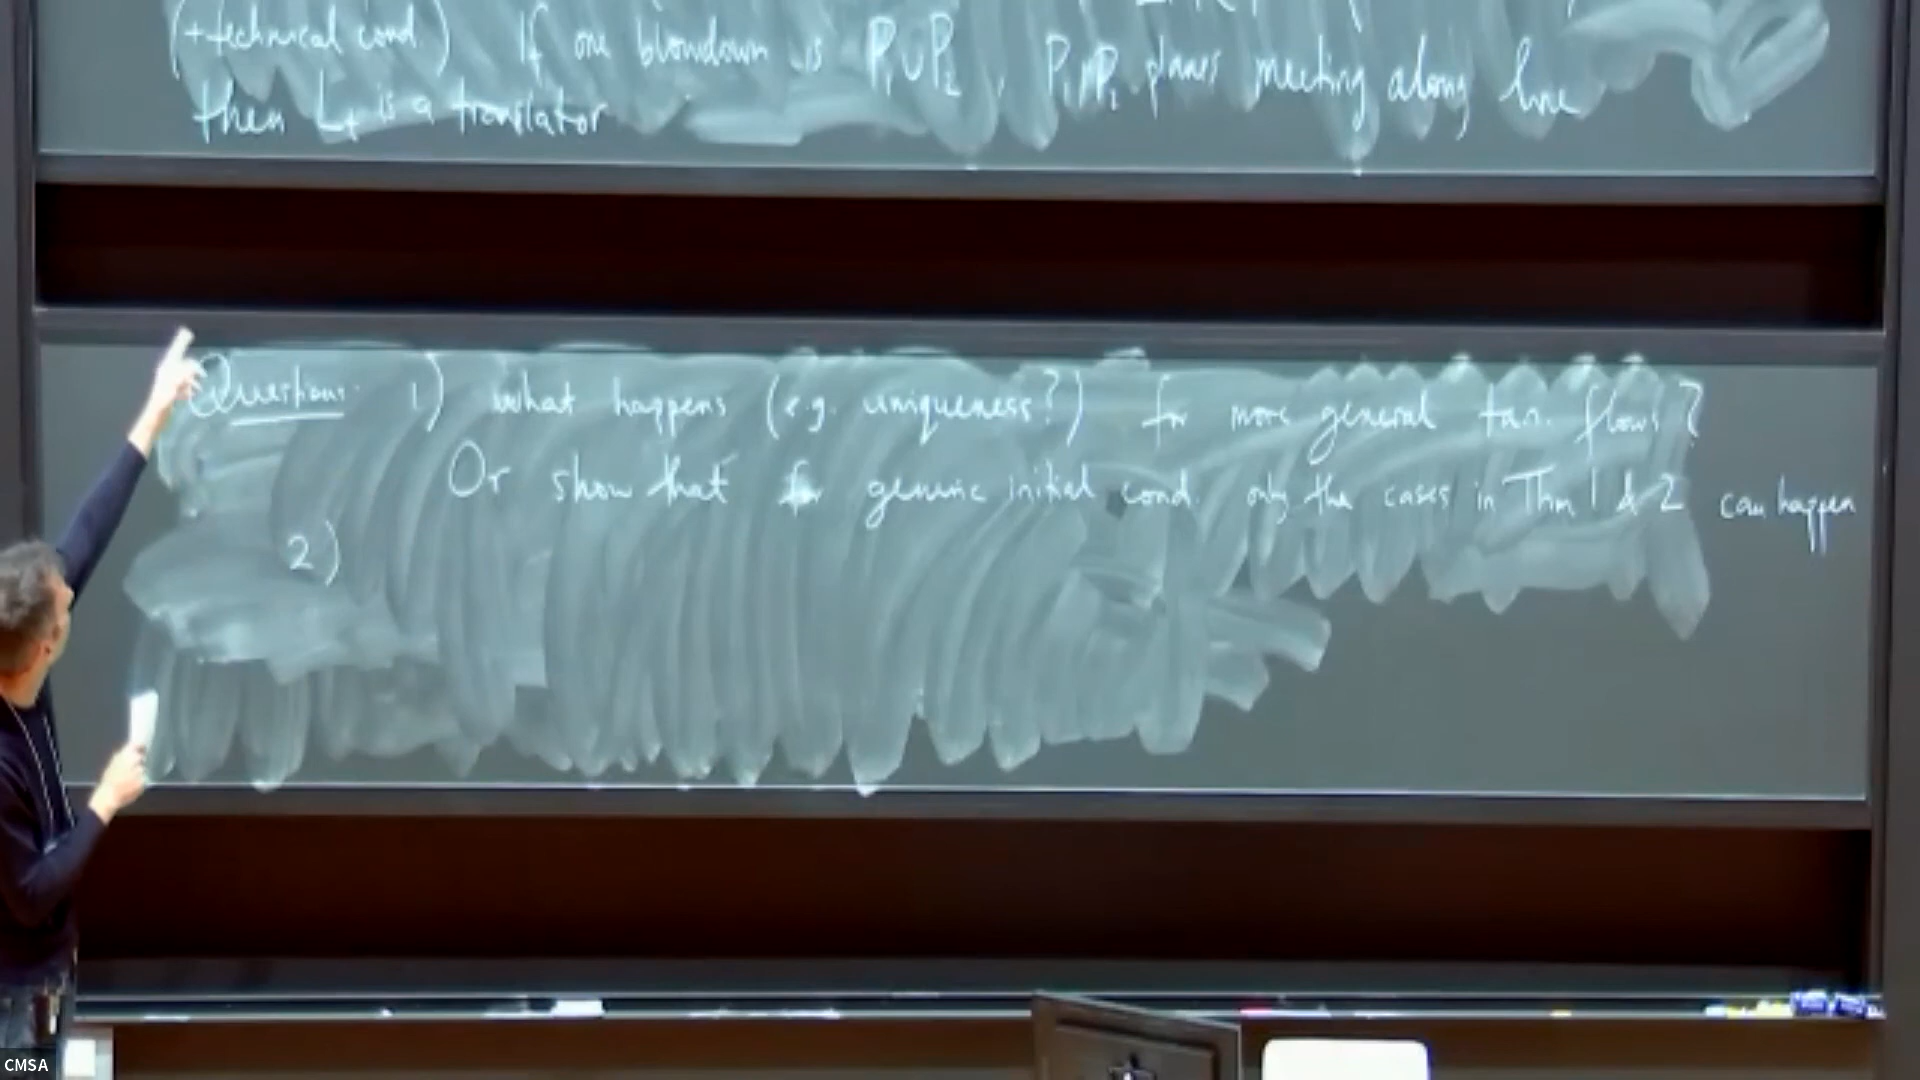 (+technical cond.) If one blowdown is P₁∪P₂, P₁,P₂ planes meeting along line
then Lₜ is a translator
Questions: 1) What happens (e.g. uniqueness?) for more general tan. flows?
Or show that for generic initial cond. only the cases in Thm 1 & 2 can happen
2)
CMSA